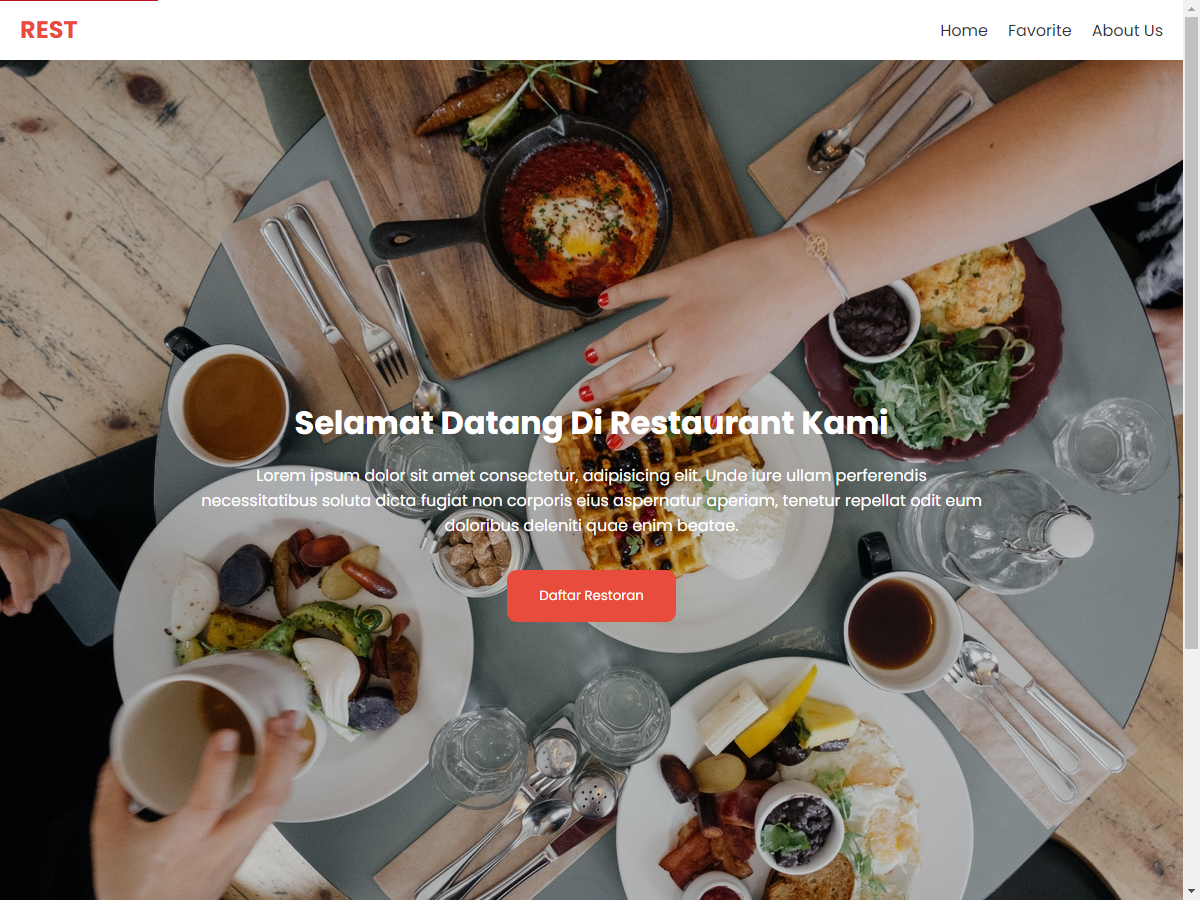 REST
Home Favorite About Us
Selamat Datang Di Restaurant Kami
Lorem ipsum dolor sit amet consectetur, adipisicing elit. Unde iure ullam perferendis
necessitatibus soluta dicta fugiat non corporis eius aspernatur aperiam, tenetur repellat odit eum
doloribus deleniti quae enim beatae.
Daftar Restoran